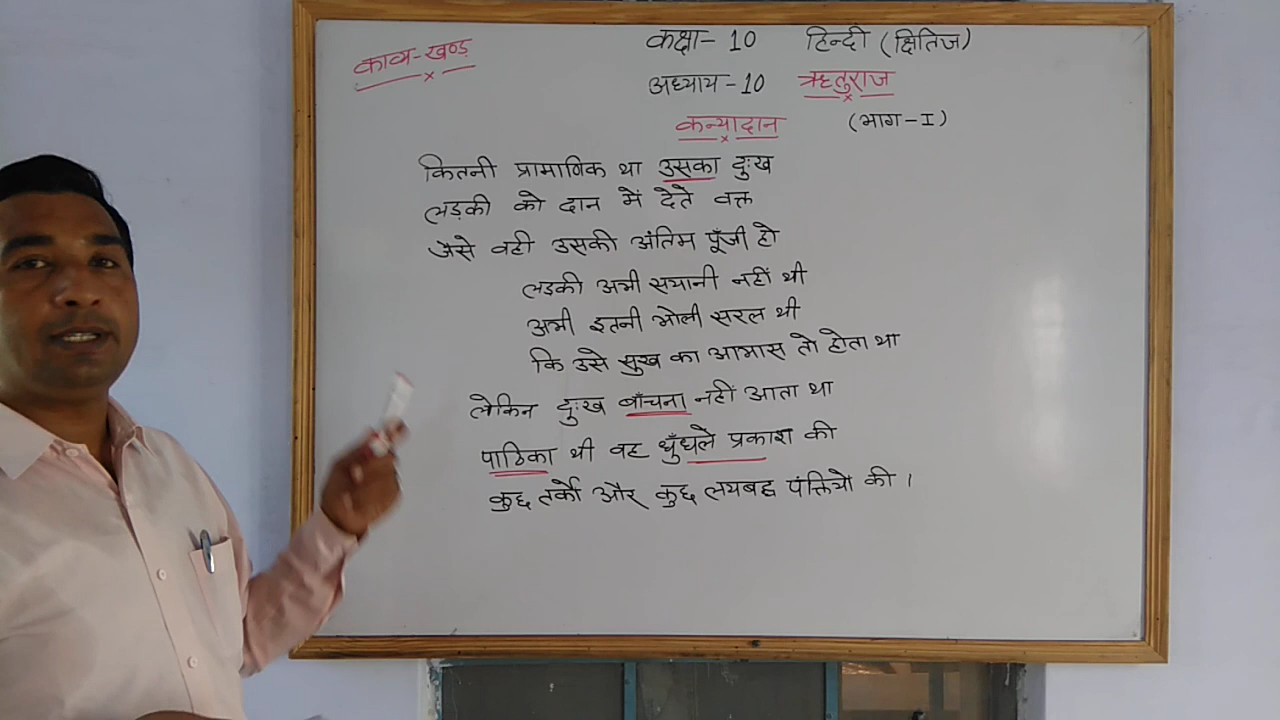 काव्य-खण्ड
कक्षा - 10 हिन्दी (क्षितिज)
अध्याय - 10 ऋतुराज
कन्यादान (भाग - I)
कितनी प्रामाणिक था उसका दुःख
लड़की को दान में देते वक्त
जैसे वही उसकी अंतिम पूँजी हो
लड़की अभी सयानी नहीं थी
अभी इतनी भोली सरल थी
कि उसे सुख का आभास तो होता था
लेकिन दुःख बाँचना नहीं आता था
पाठिका थी वह धुँधले प्रकाश की
कुछ तर्कों और कुछ लयबद्ध पंक्तियो की ।